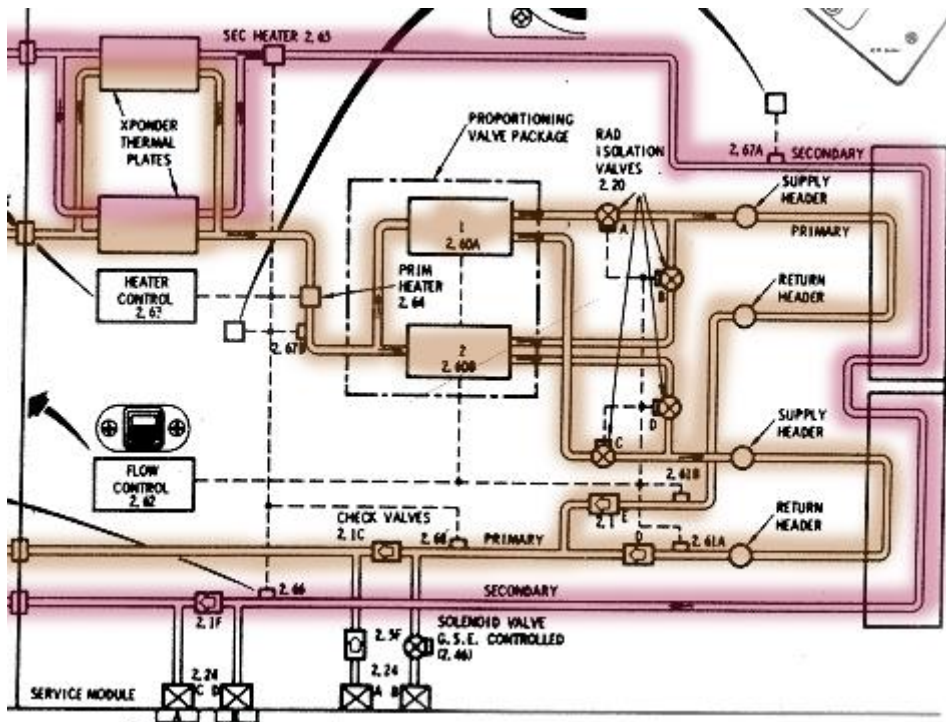 SEC HEATER 2,65
XPONDER
THERMAL
PLATES
PROPORTIONING
VALVE PACKAGE
RAD
ISOLATION
VALVES
2,20
2,67A
SECONDARY
SUPPLY
HEADER
PRIMARY
1
2,60A
A
B
HEATER
CONTROL
2,63
PRIM
HEATER
2,64
RETURN
HEADER
2
2,60B
D
C
SUPPLY
HEADER
FLOW
CONTROL
2,62
2,61B
CHECK VALVES
2,1C
2,68
PRIMARY
2,1
E
D
2,61A
RETURN
HEADER
2,66
SECONDARY
2,1F
SOLENOID VALVE
G.S.E. CONTROLLED
(2,46)
2,24
C D
2,24
A B
SERVICE MODULE
A